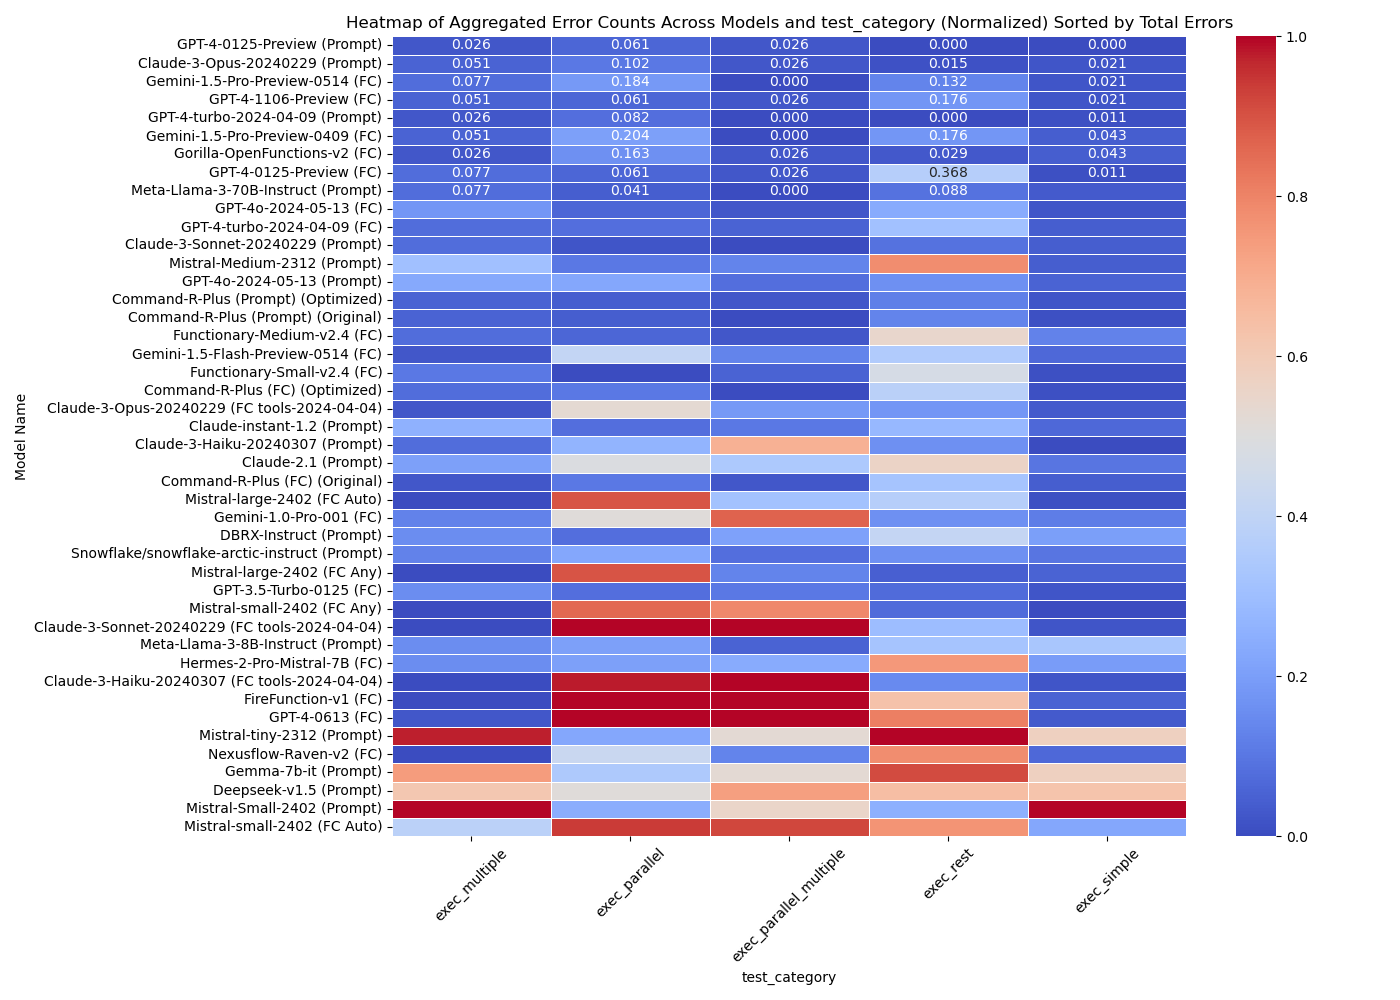 Heatmap of Aggregated Error Counts Across Models and test_category (Normalized) Sorted by Total Errors
GPT-4-0125-Preview (Prompt) 0.026 0.061 0.026 0.000 0.000
Claude-3-Opus-20240229 (Prompt) 0.051 0.102 0.026 0.015 0.021
Gemini-1.5-Pro-Preview-0514 (FC) 0.077 0.184 0.000 0.132 0.021
GPT-4-1106-Preview (FC) 0.051 0.061 0.026 0.176 0.021
GPT-4-turbo-2024-04-09 (Prompt) 0.026 0.082 0.000 0.000 0.011
Gemini-1.5-Pro-Preview-0409 (FC) 0.051 0.204 0.000 0.176 0.043
Gorilla-OpenFunctions-v2 (FC) 0.026 0.163 0.026 0.029 0.043
GPT-4-0125-Preview (FC) 0.077 0.061 0.026 0.368 0.011
Meta-Llama-3-70B-Instruct (Prompt) 0.077 0.041 0.000 0.088
GPT-4o-2024-05-13 (FC)
GPT-4-turbo-2024-04-09 (FC)
Claude-3-Sonnet-20240229 (Prompt)
Mistral-Medium-2312 (Prompt)
GPT-4o-2024-05-13 (Prompt)
Command-R-Plus (Prompt) (Optimized)
Command-R-Plus (Prompt) (Original)
Functionary-Medium-v2.4 (FC)
Gemini-1.5-Flash-Preview-0514 (FC)
Functionary-Small-v2.4 (FC)
Command-R-Plus (FC) (Optimized)
Claude-3-Opus-20240229 (FC tools-2024-04-04)
Claude-instant-1.2 (Prompt)
Claude-3-Haiku-20240307 (Prompt)
Claude-2.1 (Prompt)
Command-R-Plus (FC) (Original)
Mistral-large-2402 (FC Auto)
Gemini-1.0-Pro-001 (FC)
DBRX-Instruct (Prompt)
Snowflake/snowflake-arctic-instruct (Prompt)
Mistral-large-2402 (FC Any)
GPT-3.5-Turbo-0125 (FC)
Mistral-small-2402 (FC Any)
Claude-3-Sonnet-20240229 (FC tools-2024-04-04)
Meta-Llama-3-8B-Instruct (Prompt)
Hermes-2-Pro-Mistral-7B (FC)
Claude-3-Haiku-20240307 (FC tools-2024-04-04)
FireFunction-v1 (FC)
GPT-4-0613 (FC)
Mistral-tiny-2312 (Prompt)
Nexusflow-Raven-v2 (FC)
Gemma-7b-it (Prompt)
Deepseek-v1.5 (Prompt)
Mistral-Small-2402 (Prompt)
Mistral-small-2402 (FC Auto)
Model Name
exec_multiple
exec_parallel
exec_parallel_multiple
exec_rest
exec_simple
test_category
1.0
0.8
0.6
0.4
0.2
0.0